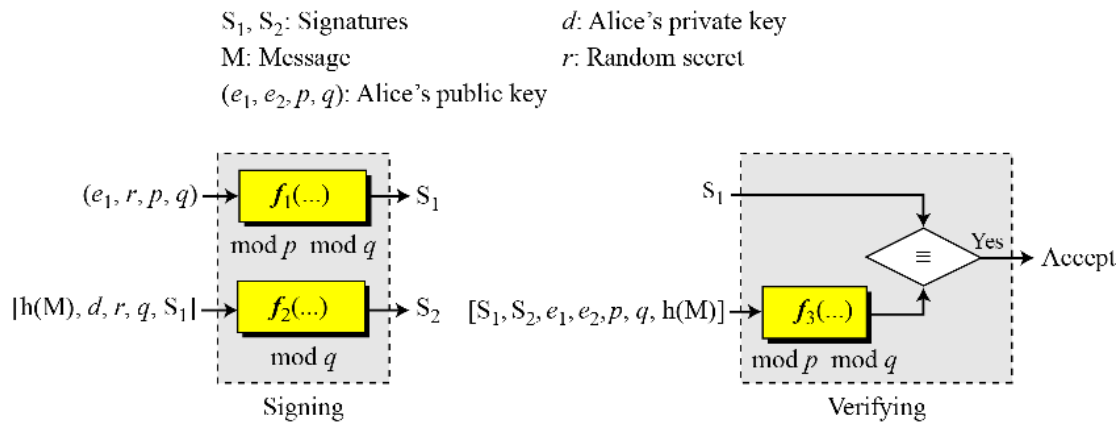 S₁, S₂: Signatures
d: Alice's private key
M: Message
r: Random secret
(e₁, e₂, p, q): Alice's public key
(e₁, r, p, q)
f₁(...)
S₁
mod p mod q
[h(M), d, r, q, S₁]
f₂(...)
S₂
mod q
Signing
S₁
≡
Yes
Accept
[S₁, S₂, e₁, e₂, p, q, h(M)]
f₃(...)
mod p mod q
Verifying